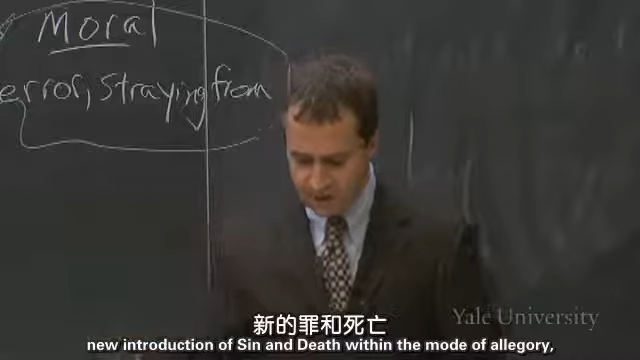 Moral
error, straying from
Yale University
新的罪和死亡
new introduction of Sin and Death within the mode of allegory,